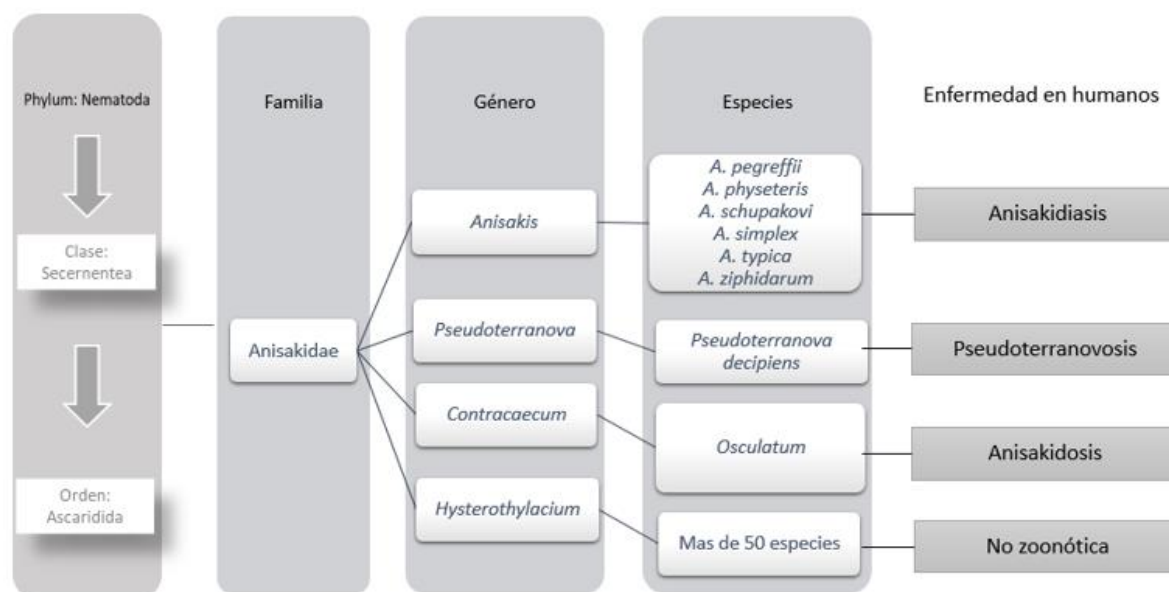 Phylum: Nematoda
Clase:
Secernentea
Orden:
Ascaridida
Familia
Anisakidae
Género
Anisakis
Pseudoterranova
Contracaecum
Hysterothylacium
Especies
A. pegreffii
A. physeteris
A. schupakovi
A. simplex
A. typica
A. ziphidarum
Pseudoterranova
decipiens
Osculatum
Mas de 50 especies
Enfermedad en humanos
Anisakidiasis
Pseudoterranovosis
Anisakidosis
No zoonótica